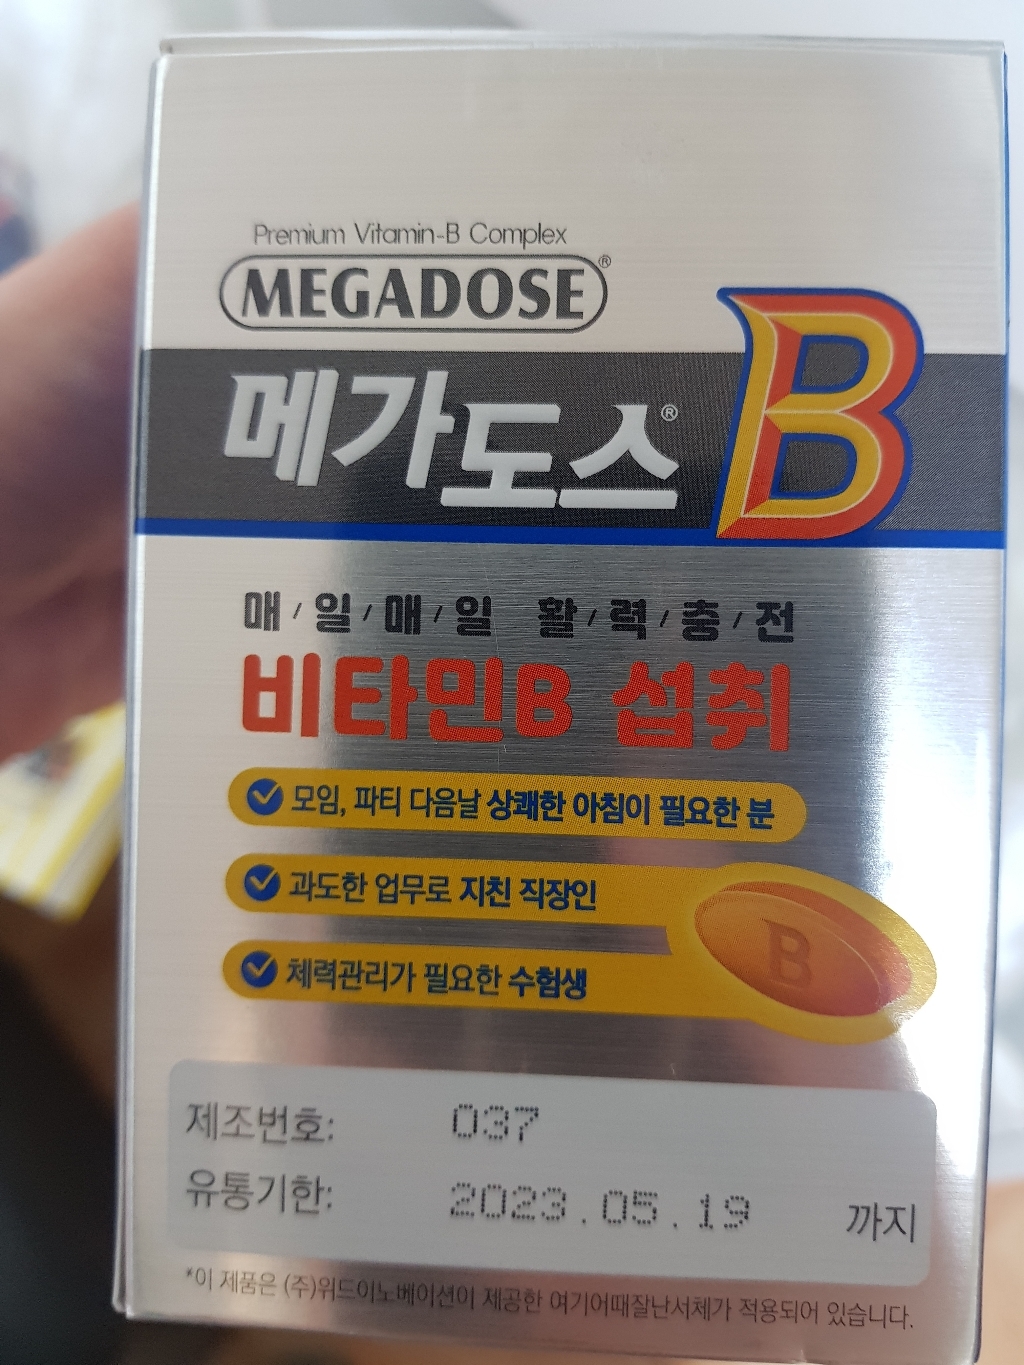 Premium Vitamin-B Complex
MEGADOSE®
메가도스® B
매/일/매/일 활/력/충/전
비타민B 섭취
모임, 파티 다음날 상쾌한 아침이 필요한 분
과도한 업무로 지친 직장인
체력관리가 필요한 수험생
B
제조번호: 037
유통기한: 2023.05.19 까지
*이 제품은 (주)위드이노베이션이 제공한 여기어때잘난서체가 적용되어 있습니다.